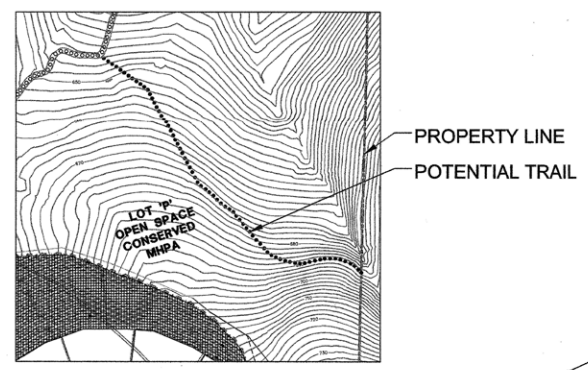 PROPERTY LINE
POTENTIAL TRAIL
LOT 'P'
OPEN SPACE
CONSERVED
MHPA